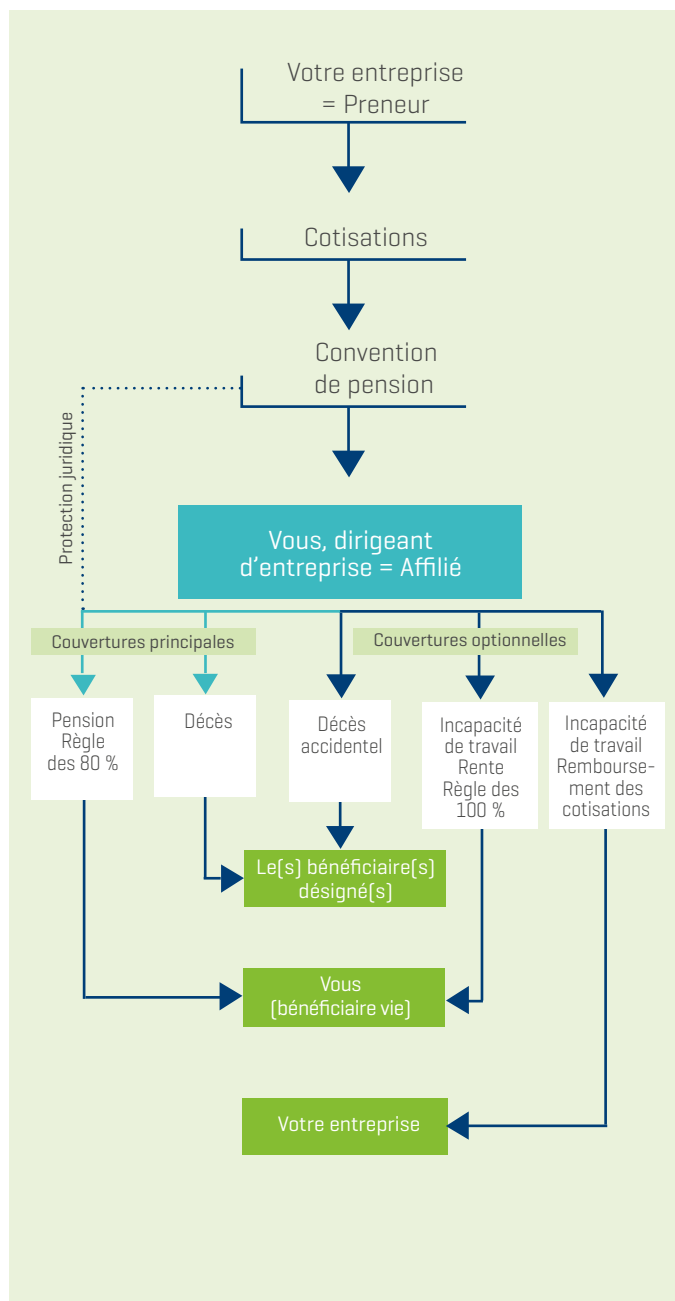 Votre entreprise
= Preneur
Cotisations
Convention
de pension
Protection juridique
Vous, dirigeant
d'entreprise = Affilié
Couvertures principales
Couvertures optionnelles
Pension
Règle
des 80 %
Décès
Décès
accidentel
Incapacité
de travail
Rente
Règle des
100 %
Incapacité
de travail
Rembourse-
ment des
cotisations
Le(s) bénéficiaire(s)
désigné(s)
Vous
(bénéficiaire vie)
Votre entreprise